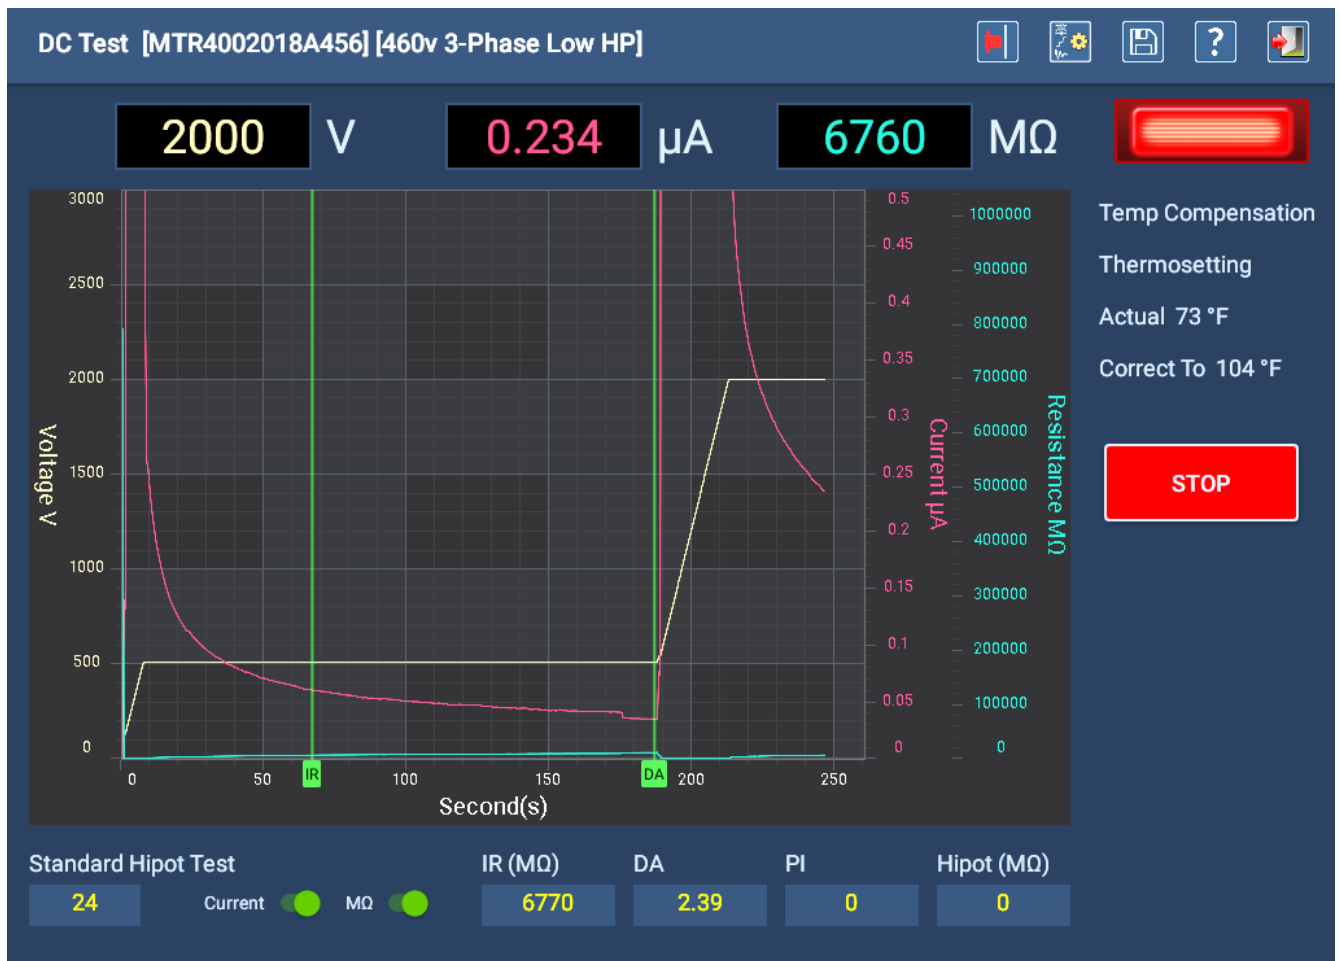 DC Test [MTR4002018A456] [460v 3-Phase Low HP]
?
2000 V 0.234 µA 6760 MΩ
Temp Compensation
Thermosetting
Actual 73 °F
Correct To 104 °F
STOP
3000
2500
2000
1500
1000
500
0
Voltage V
0.5
0.45
0.4
0.35
0.3
0.25
0.2
0.15
0.1
0.05
0
Current µA
1000000
900000
800000
700000
600000
500000
400000
300000
200000
100000
0
Resistance MΩ
0 50 IR 100 150 DA 200 250
Second(s)
Standard Hipot Test IR (MΩ) DA PI Hipot (MΩ)
24 Current MΩ 6770 2.39 0 0